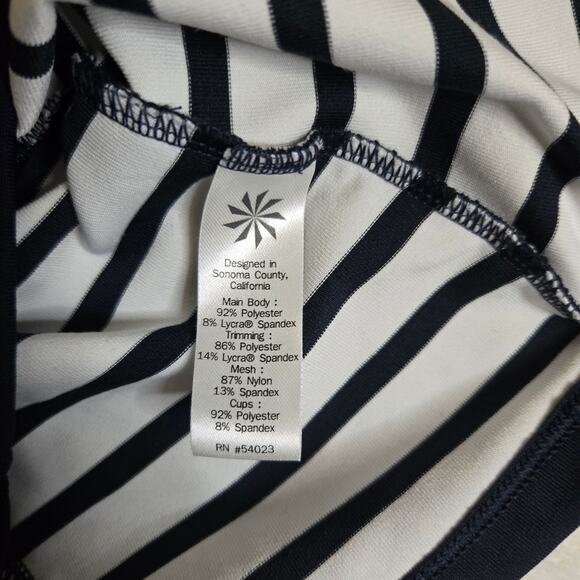 Designed in
Sonoma County,
California
Main Body :
92% Polyester
8% Lycra® Spandex
Trimming :
86% Polyester
14% Lycra® Spandex
Mesh :
87% Nylon
13% Spandex
Cups :
92% Polyester
8% Spandex
RN #54023